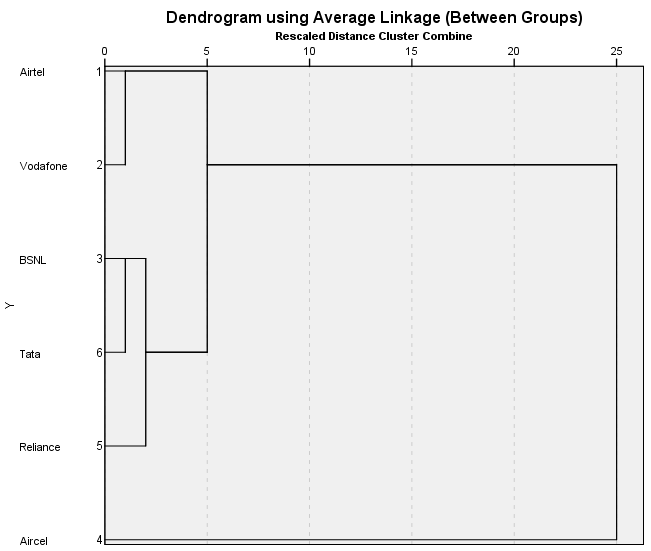 Dendrogram using Average Linkage (Between Groups)
Rescaled Distance Cluster Combine
0 5 10 15 20 25
Airtel 1
Vodafone 2
BSNL 3
Y
Tata 6
Reliance 5
Aircel 4